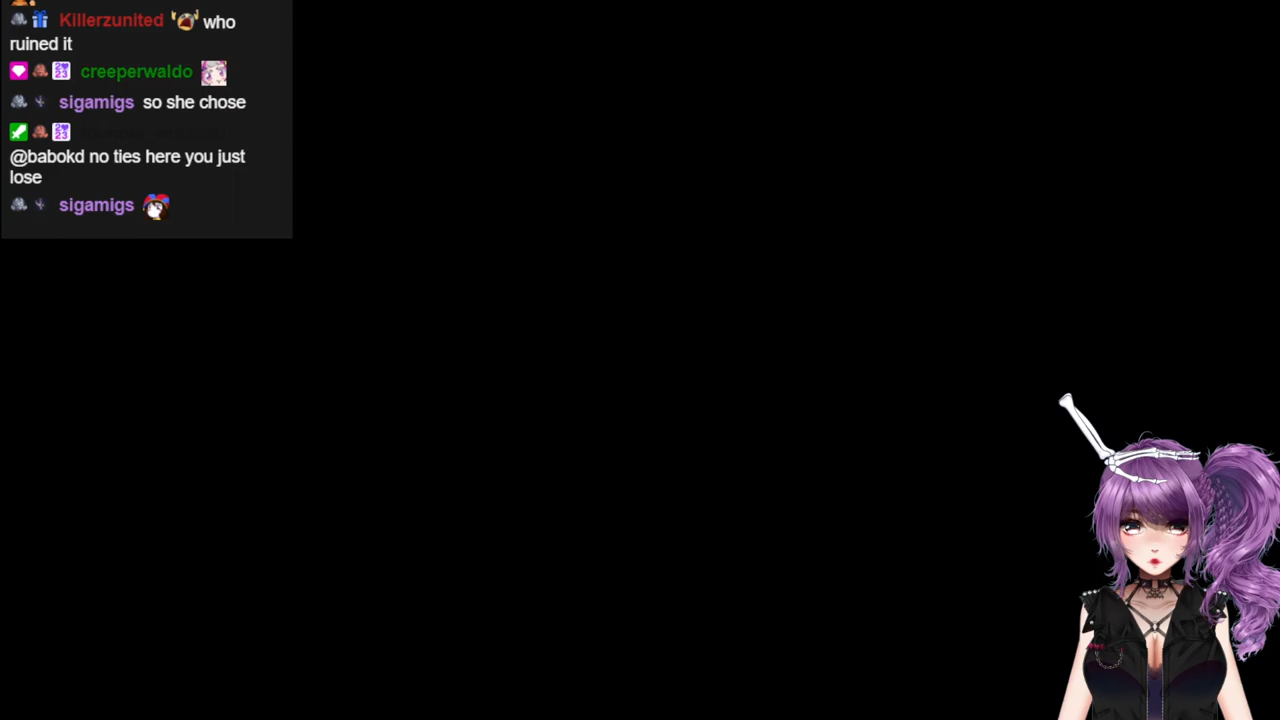 Killerzunited who
ruined it
creeperwaldo
sigamigs so she chose
@babokd no ties here you just
lose
sigamigs